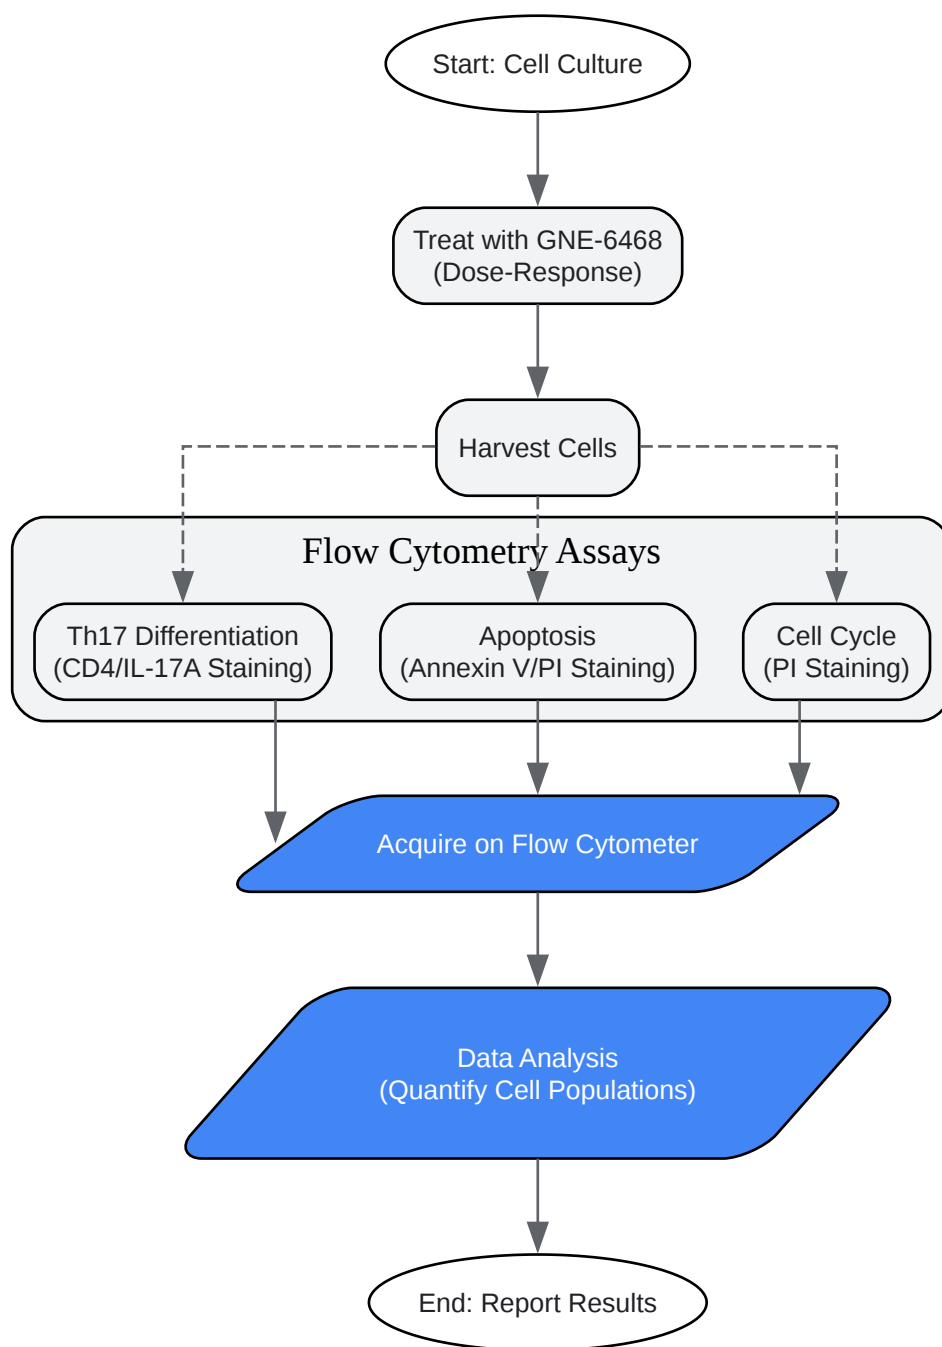 Start: Cell Culture
Treat with GNE-6468
(Dose-Response)
Harvest Cells
Flow Cytometry Assays
Th17 Differentiation
(CD4/IL-17A Staining)
Apoptosis
(Annexin V/PI Staining)
Cell Cycle
(PI Staining)
Acquire on Flow Cytometer
Data Analysis
(Quantify Cell Populations)
End: Report Results